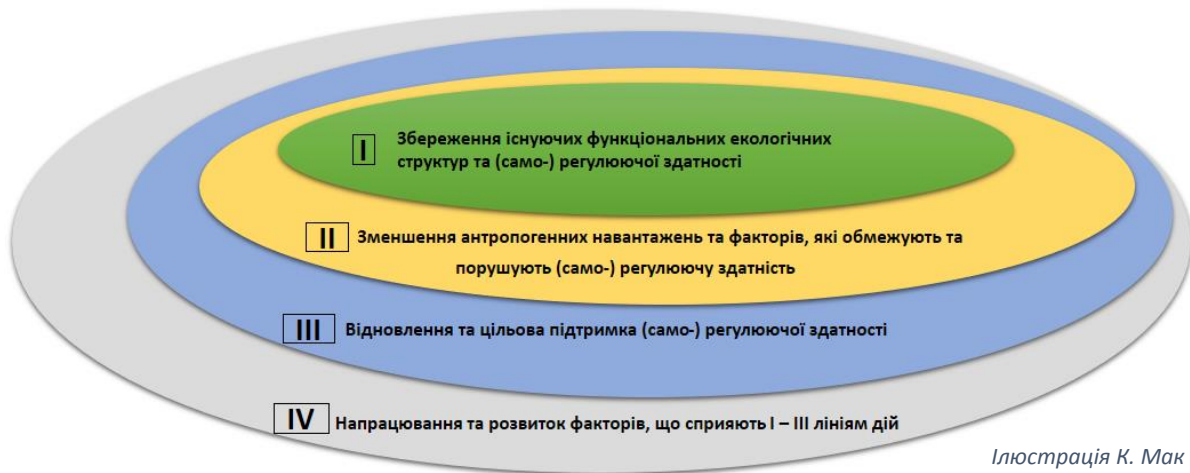 I Збереження існуючих функціональних екологічних
структур та (само-) регулюючої здатності
II Зменшення антропогенних навантажень та факторів, які обмежують та
порушують (само-) регулюючу здатність
III Відновлення та цільова підтримка (само-) регулюючої здатності
IV Напрацювання та розвиток факторів, що сприяють I – III лініям дій
Ілюстрація К. Мак